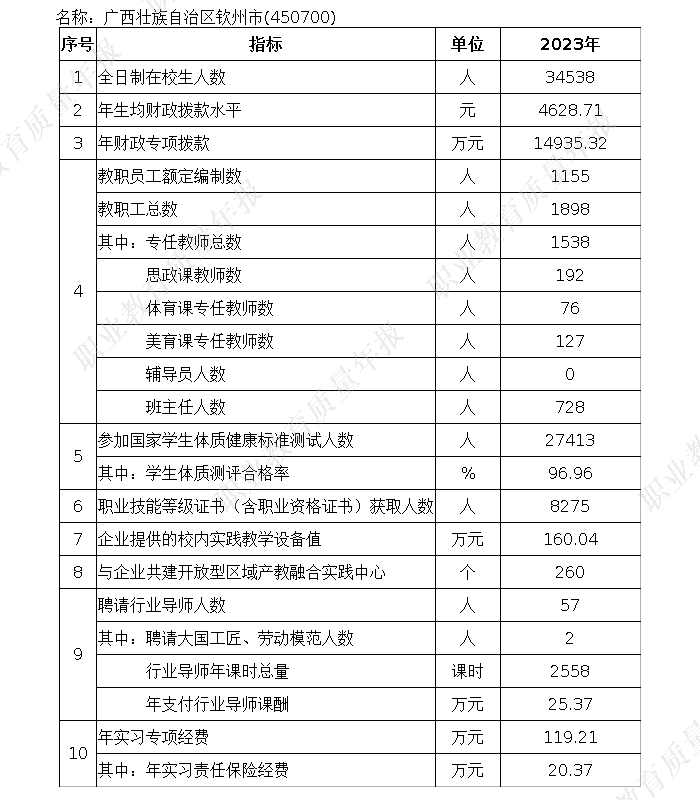 名称：广西壮族自治区钦州市(450700)
序号 指标 单位 2023年
1 全日制在校生人数 人 34538
2 年生均财政拨款水平 元 4628.71
3 年财政专项拨款 万元 14935.32
教职员工额定编制数 人 1155
教职工总数 人 1898
其中：专任教师总数 人 1538
思政课教师数 人 192
4 体育课专任教师数 人 76
美育课专任教师数 人 127
辅导员人数 人 0
班主任人数 人 728
5 参加国家学生体质健康标准测试人数 人 27413
其中：学生体质测评合格率 % 96.96
6 职业技能等级证书（含职业资格证书）获取人数 人 8275
7 企业提供的校内实践教学设备值 万元 160.04
8 与企业共建开放型区域产教融合实践中心 个 260
聘请行业导师人数 人 57
9 其中：聘请大国工匠、劳动模范人数 人 2
行业导师年课时总量 课时 2558
年支付行业导师课酬 万元 25.37
10 年实习专项经费 万元 119.21
其中：年实习责任保险经费 万元 20.37
职业教育质量年报
职业教育质量年报
职业教育质量年报